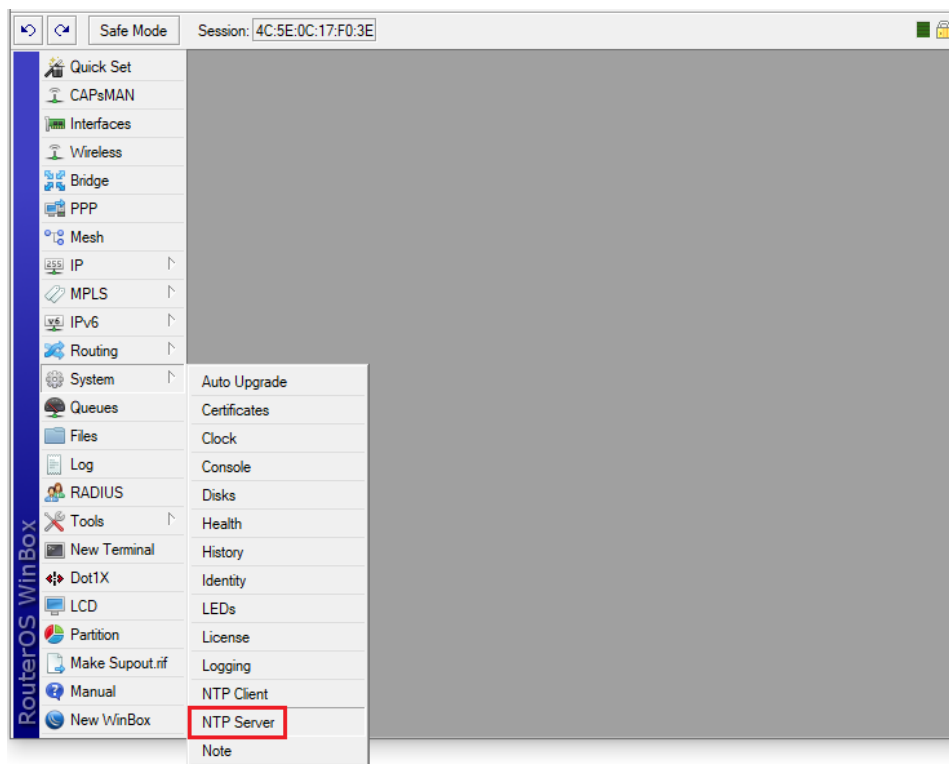 Safe Mode
Session: 4C:5E:0C:17:F0:3E
Quick Set
CAPsMAN
Interfaces
Wireless
Bridge
PPP
Mesh
255 IP
MPLS
v6 IPv6
Routing
System
Queues
Files
Log
RADIUS
Tools
New Terminal
Dot1X
LCD
Partition
Make Supout.rif
Manual
New WinBox
RouterOS WinBox
Auto Upgrade
Certificates
Clock
Console
Disks
Health
History
Identity
LEDs
License
Logging
NTP Client
NTP Server
Note